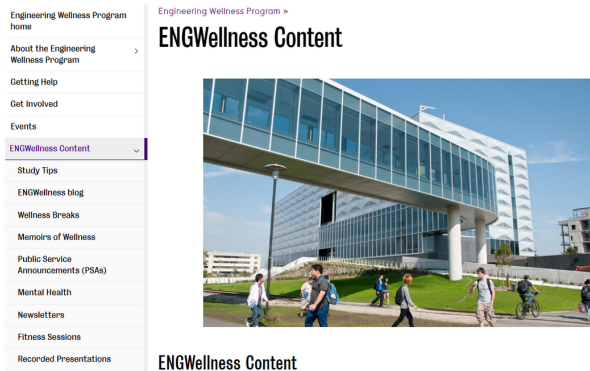 Engineering Wellness Program
home
About the Engineering
Wellness Program
Getting Help
Get Involved
Events
ENGWellness Content
Study Tips
ENGWellness blog
Wellness Breaks
Memoirs of Wellness
Public Service
Announcements (PSAs)
Mental Health
Newsletters
Fitness Sessions
Recorded Presentations
Engineering Wellness Program »
ENGWellness Content
ENGWellness Content